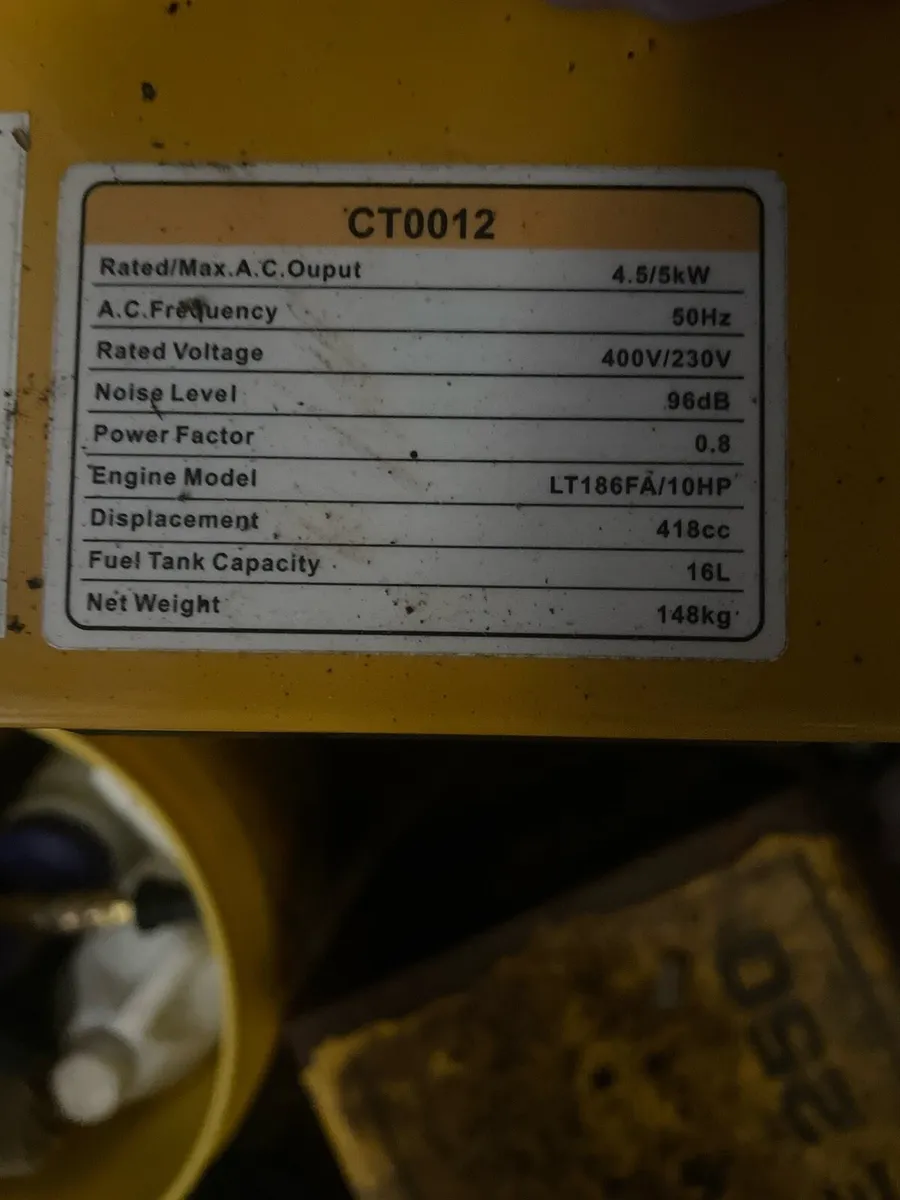 CT0012
Rated/Max.A.C.Ouput 4.5/5kW
A.C.Frequency 50Hz
Rated Voltage 400V/230V
Noise Level 96dB
Power Factor 0.8
Engine Model LT186FA/10HP
Displacement 418cc
Fuel Tank Capacity 16L
Net Weight 148kg
250